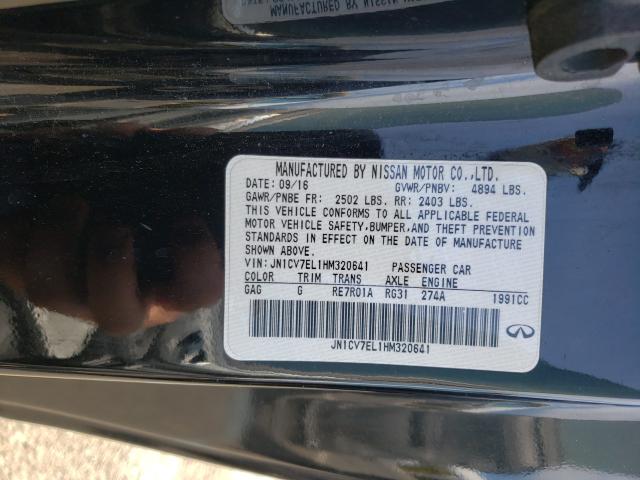 MANUFACTURED BY NISSAN MOTOR CO.,LTD.
DATE: 09/16 GVWR/PNBV: 4894 LBS.
GAWR/PNBE FR: 2502 LBS. RR: 2403 LBS.
THIS VEHICLE CONFORMS TO ALL APPLICABLE FEDERAL
MOTOR VEHICLE SAFETY,BUMPER,AND THEFT PREVENTION
STANDARDS IN EFFECT ON THE DATE OF MANUFACTURE
SHOWN ABOVE.
VIN: JN1CV7EL1HM320641 PASSENGER CAR
COLOR TRIM TRANS AXLE ENGINE
GAG G RE7R01A RG31 274A 1991CC
JN1CV7EL1HM320641